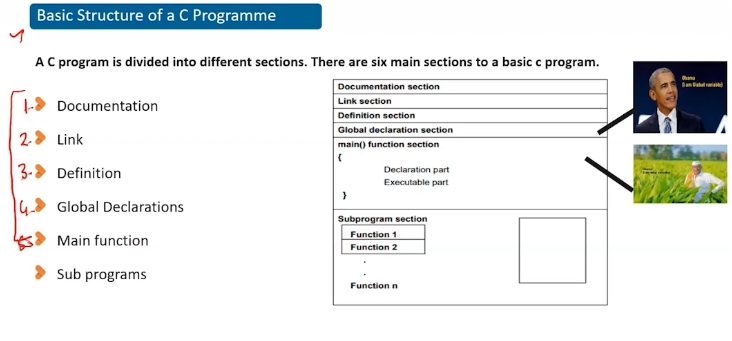 Basic Structure of a C Programme
A C program is divided into different sections. There are six main sections to a basic c program.
1. Documentation
2. Link
3. Definition
4. Global Declarations
5 Main function
Sub programs
Documentation section
Link section
Definition section
Global declaration section
main() function section
{
Declaration part
Executable part
}
Subprogram section
Function 1
Function 2
.
.
Function n
Obama
(I am Global variable)